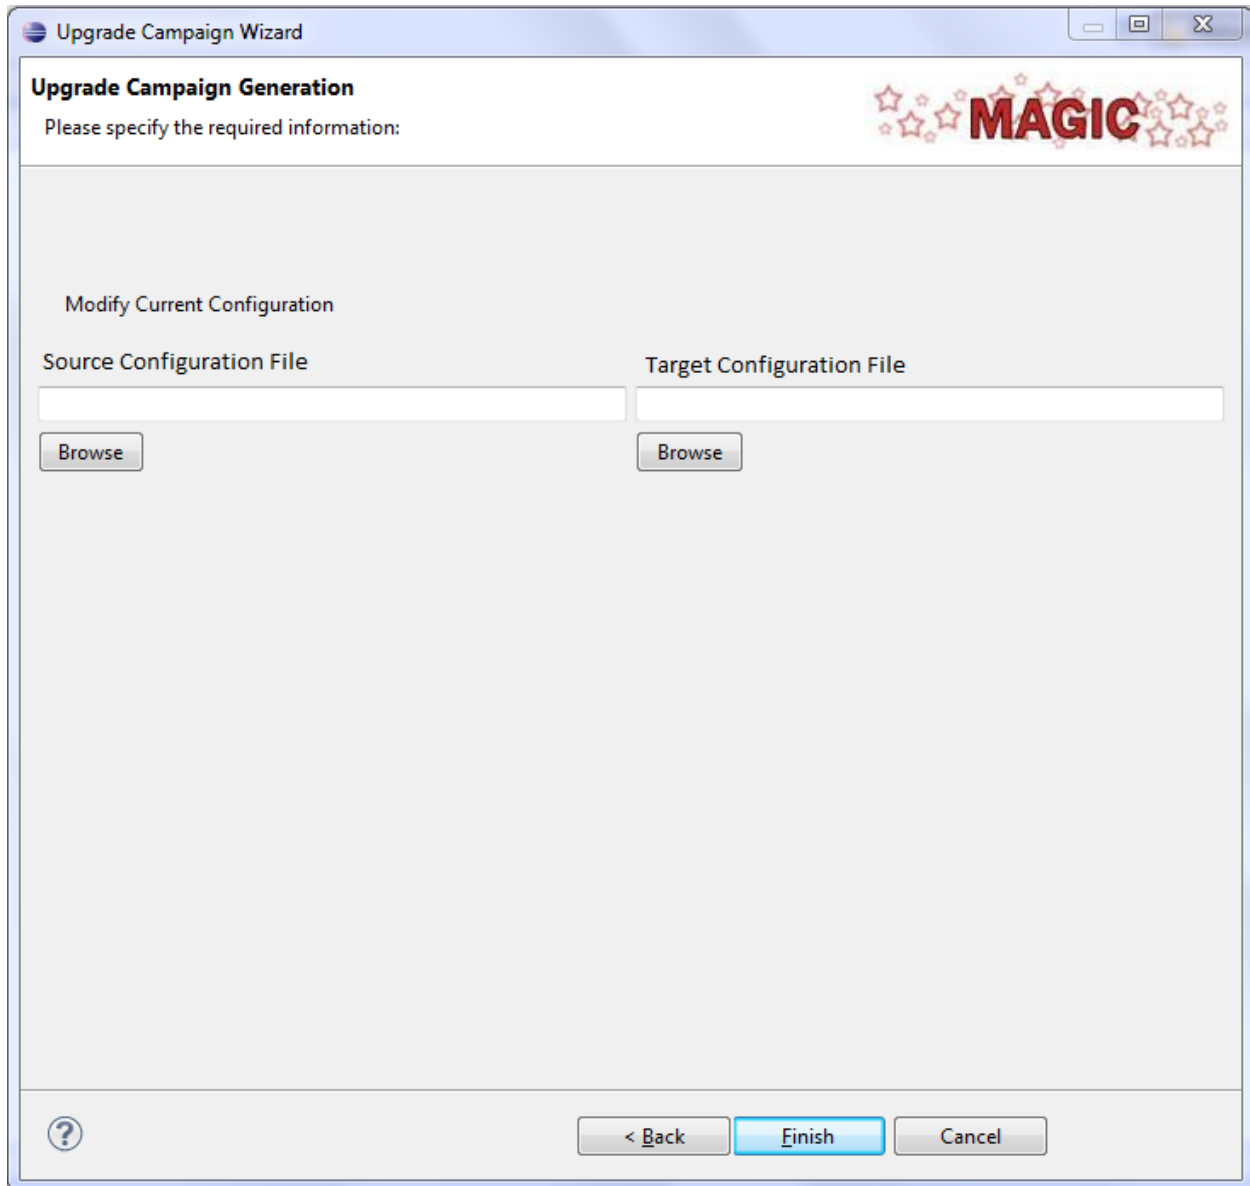 Upgrade Campaign Wizard
Upgrade Campaign Generation
Please specify the required information:
MAGIC
Modify Current Configuration
Source Configuration File
Target Configuration File
Browse
Browse
?
< Back
Finish
Cancel